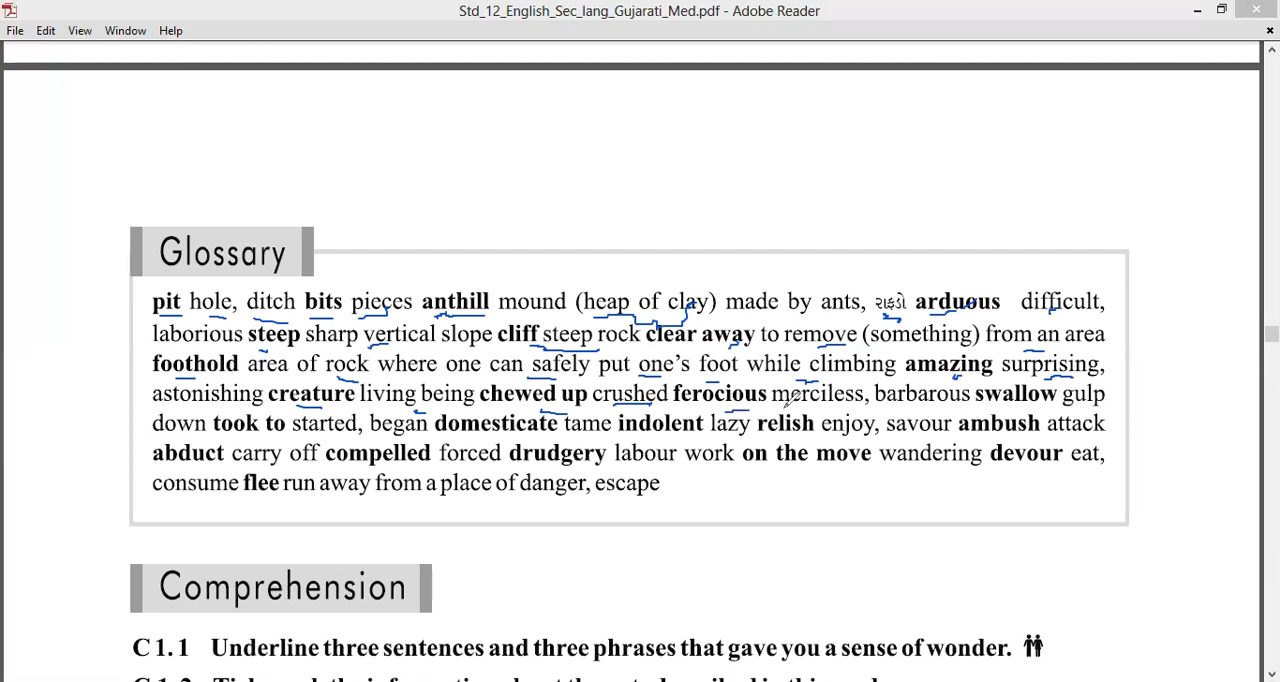 Std_12_English_Sec_lang_Gujarati_Med.pdf - Adobe Reader
File Edit View Window Help
Glossary
pit hole, ditch bits pieces anthill mound (heap of clay) made by ants, રાફડો arduous difficult,
laborious steep sharp vertical slope cliff steep rock clear away to remove (something) from an area
foothold area of rock where one can safely put one's foot while climbing amazing surprising,
astonishing creature living being chewed up crushed ferocious merciless, barbarous swallow gulp
down took to started, began domesticate tame indolent lazy relish enjoy, savour ambush attack
abduct carry off compelled forced drudgery labour work on the move wandering devour eat,
consume flee run away from a place of danger, escape
Comprehension
C 1.1 Underline three sentences and three phrases that gave you a sense of wonder.